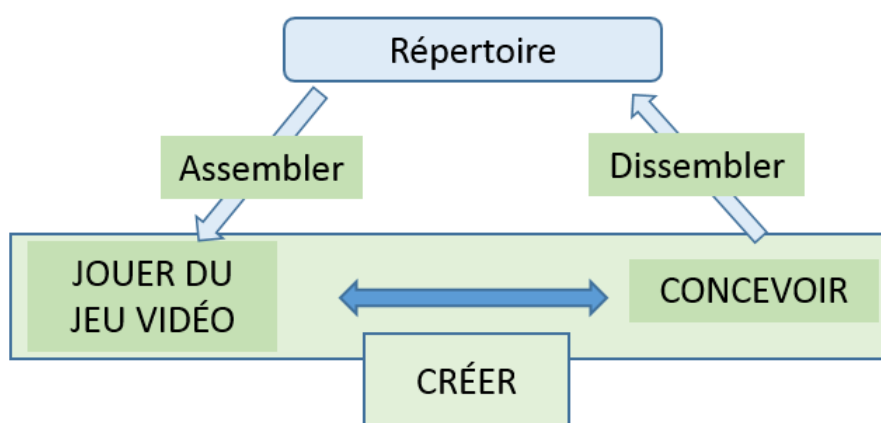 Répertoire
Assembler
Dissembler
JOUER DU
JEU VIDÉO
CONCEVOIR
CRÉER